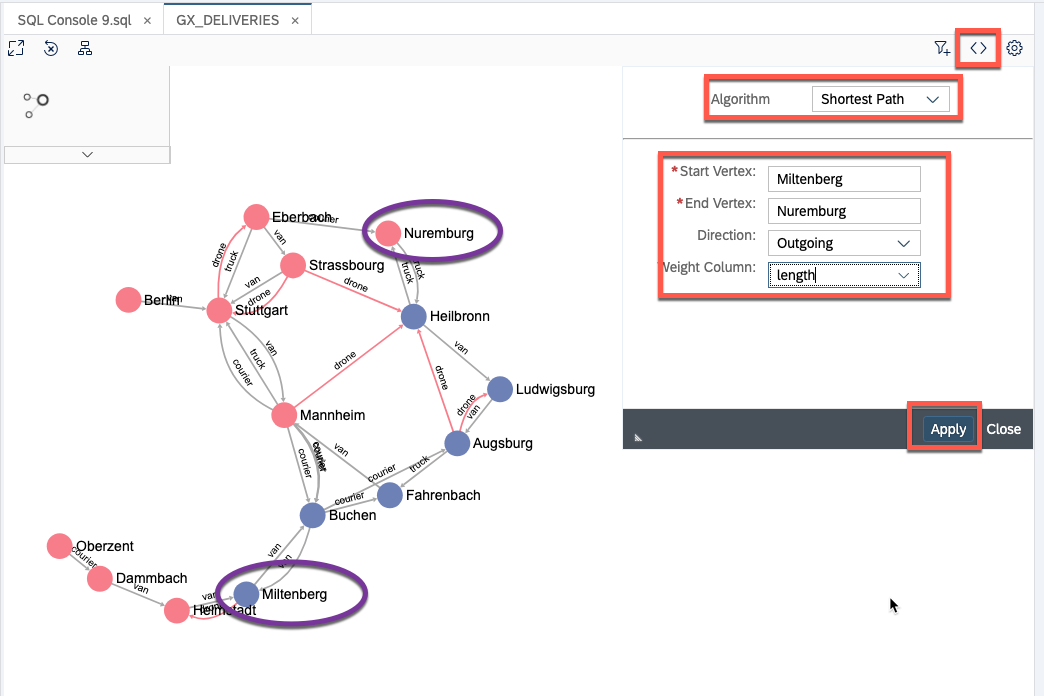 SQL Console 9.sql × GX_DELIVERIES ×
Algorithm Shortest Path
*Start Vertex: Miltenberg
*End Vertex: Nuremburg
Direction: Outgoing
Weight Column: length
Apply Close
Eberbach
courier
Nuremburg
van
drone
truck
truck
truck
Strassbourg
van
drone
drone
Berlin
van
Stuttgart
Heilbronn
van
truck
courier
van
drone
drone
Ludwigsburg
drone
van
Mannheim
Augsburg
van
courier
courier
courier
truck
courier
Fahrenbach
Buchen
van
van
Oberzent
courier
Dammbach
van
van
Miltenberg
Helmstadt